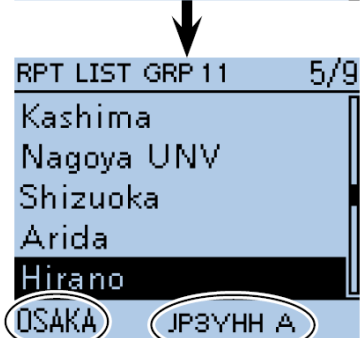 RPT LIST GRP 11 5/9
Kashima
Nagoya UNV
Shizuoka
Arida
Hirano
OSAKA JP3YHH A